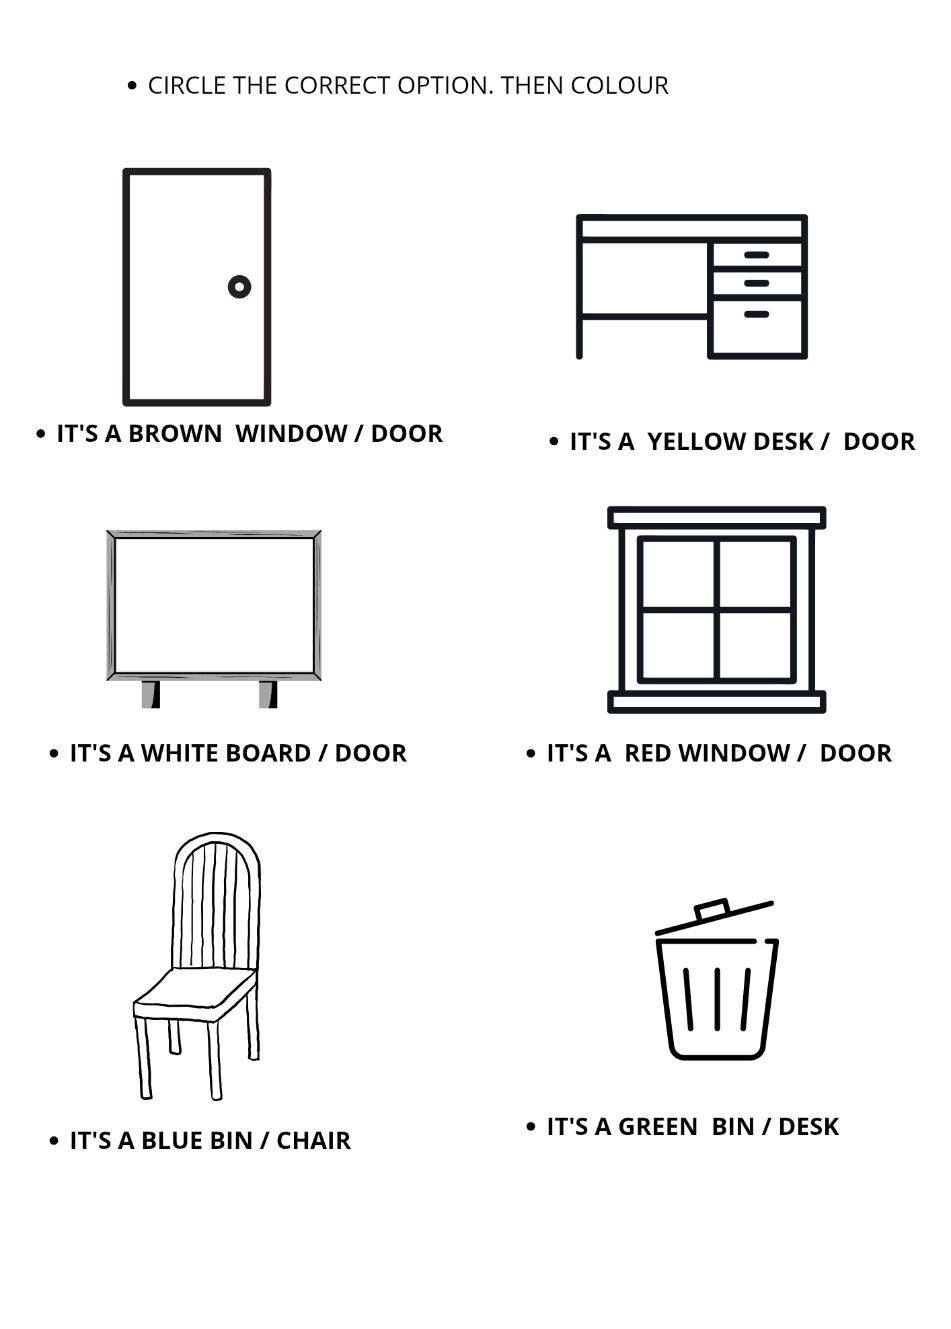 • CIRCLE THE CORRECT OPTION. THEN COLOUR
• IT'S A BROWN  WINDOW / DOOR
• IT'S A  YELLOW DESK /  DOOR
• IT'S A WHITE BOARD / DOOR
• IT'S A  RED WINDOW /  DOOR
• IT'S A BLUE BIN / CHAIR
• IT'S A GREEN  BIN / DESK